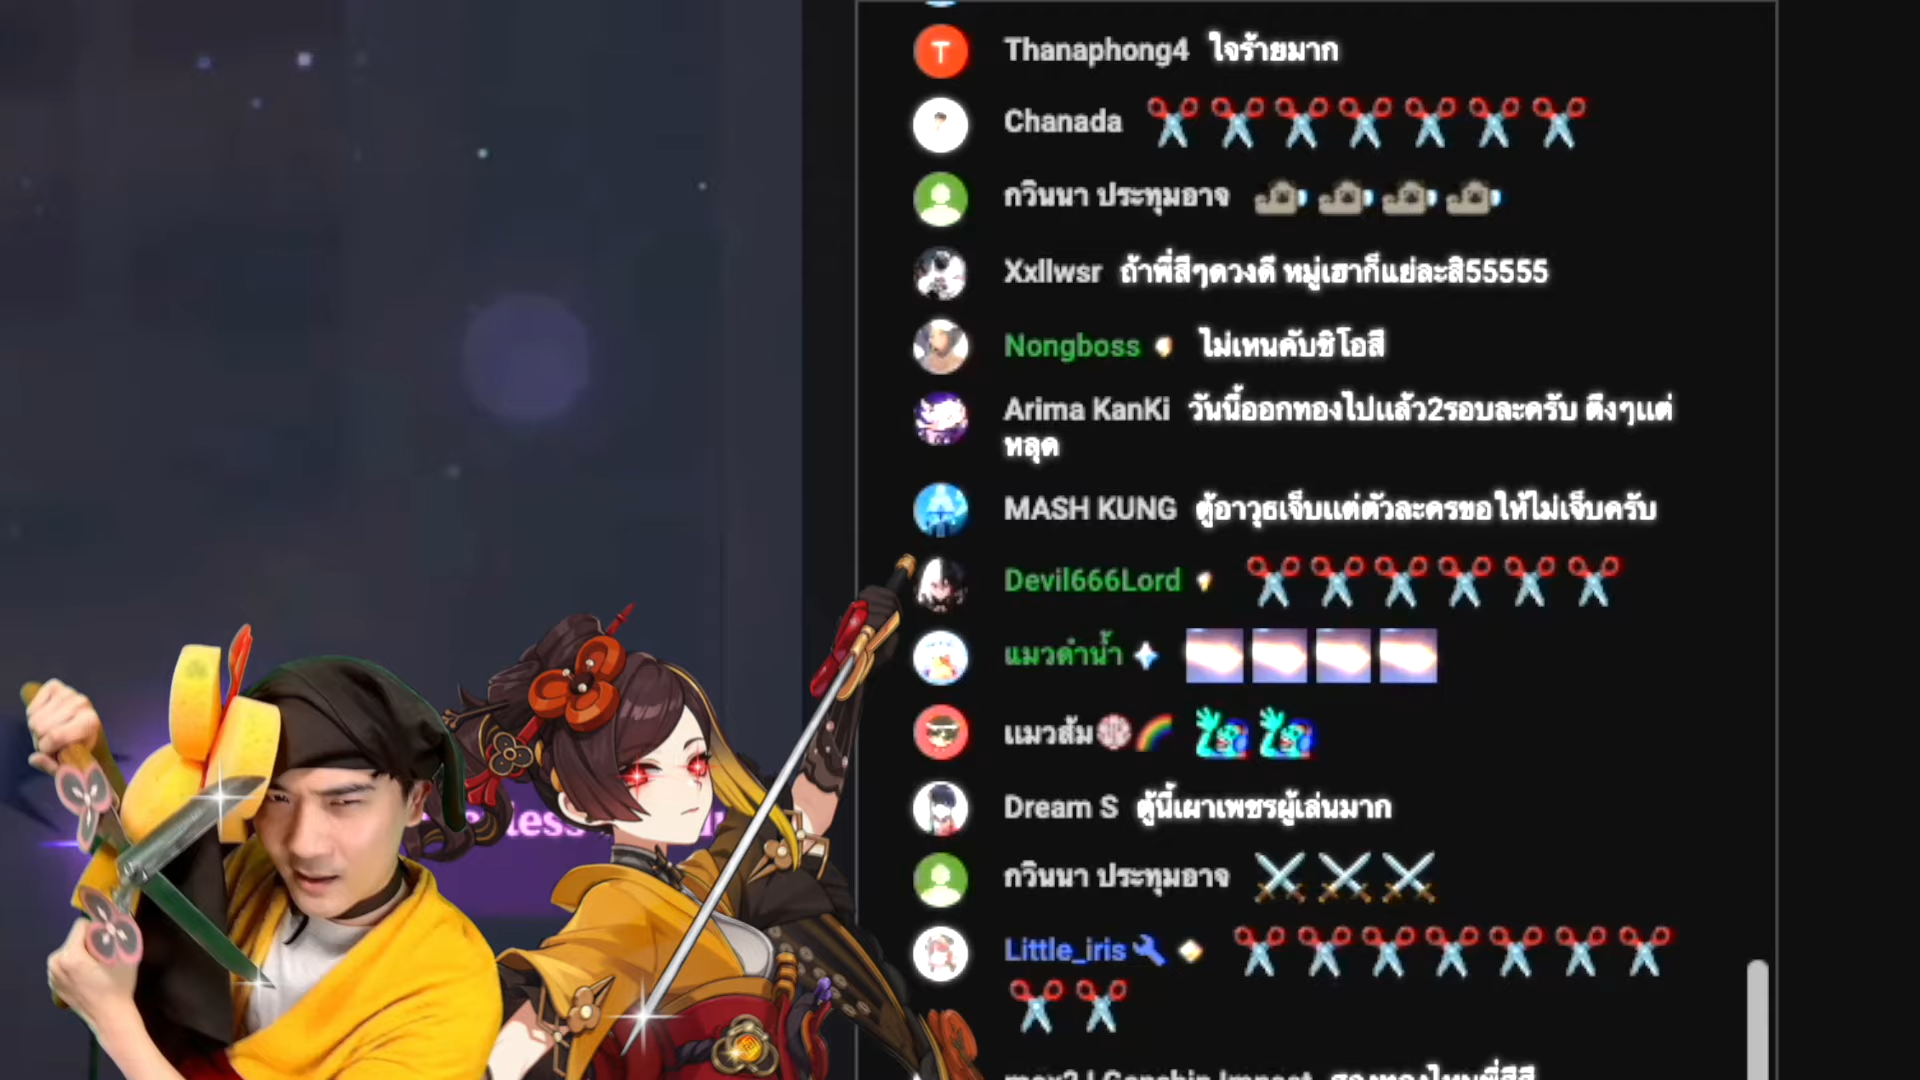 T
Thanaphong4 ใจร้ายมาก
Chanada
กวินนา ประทุมอาจ
Xxllwsr ถ้าพี่สีๆดวงดี หมู่เฮาก็แย่ละสิ55555
Nongboss ไม่เทนคับชิโอสี
Arima KanKi วันนี้ออกทองไปแล้ว2รอบละครับ ตึงๆแต่
หลุด
MASH KUNG ตู้อาวุธเจ็บแต่ตัวละครขอให้ไม่เจ็บครับ
Devil666Lord
แมวดำน้ำ
แมวส้ม
Dream S ตู้นี้เผาเพชรผู้เล่นมาก
กวินนา ประทุมอาจ
Little_iris